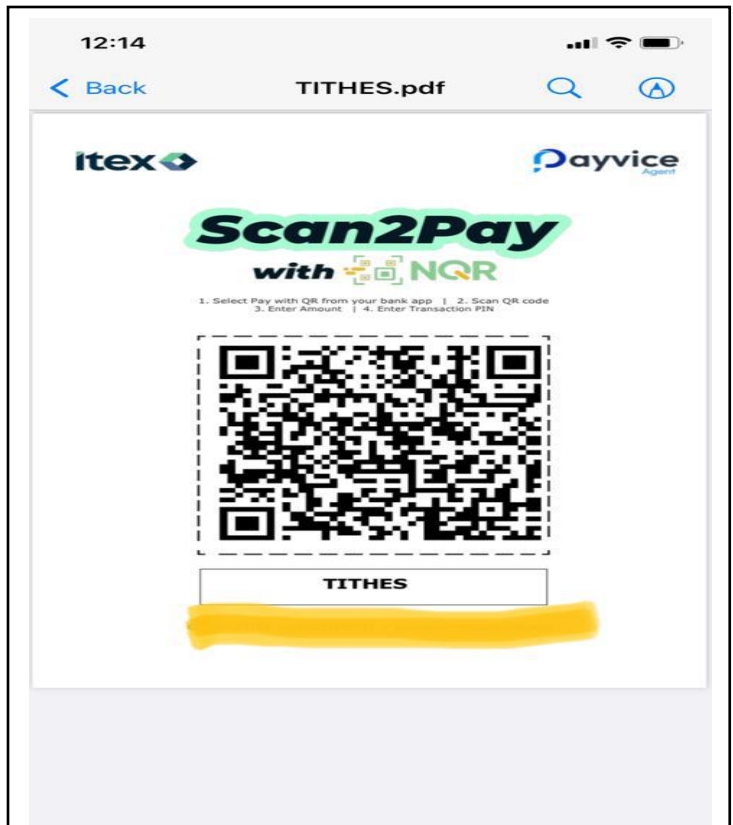 12:14
Back TITHES.pdf
itex Payvice
Agent
Scan2Pay
with NQR
1. Select Pay with QR from your bank app | 2. Scan QR code
3. Enter Amount | 4. Enter Transaction PIN
TITHES